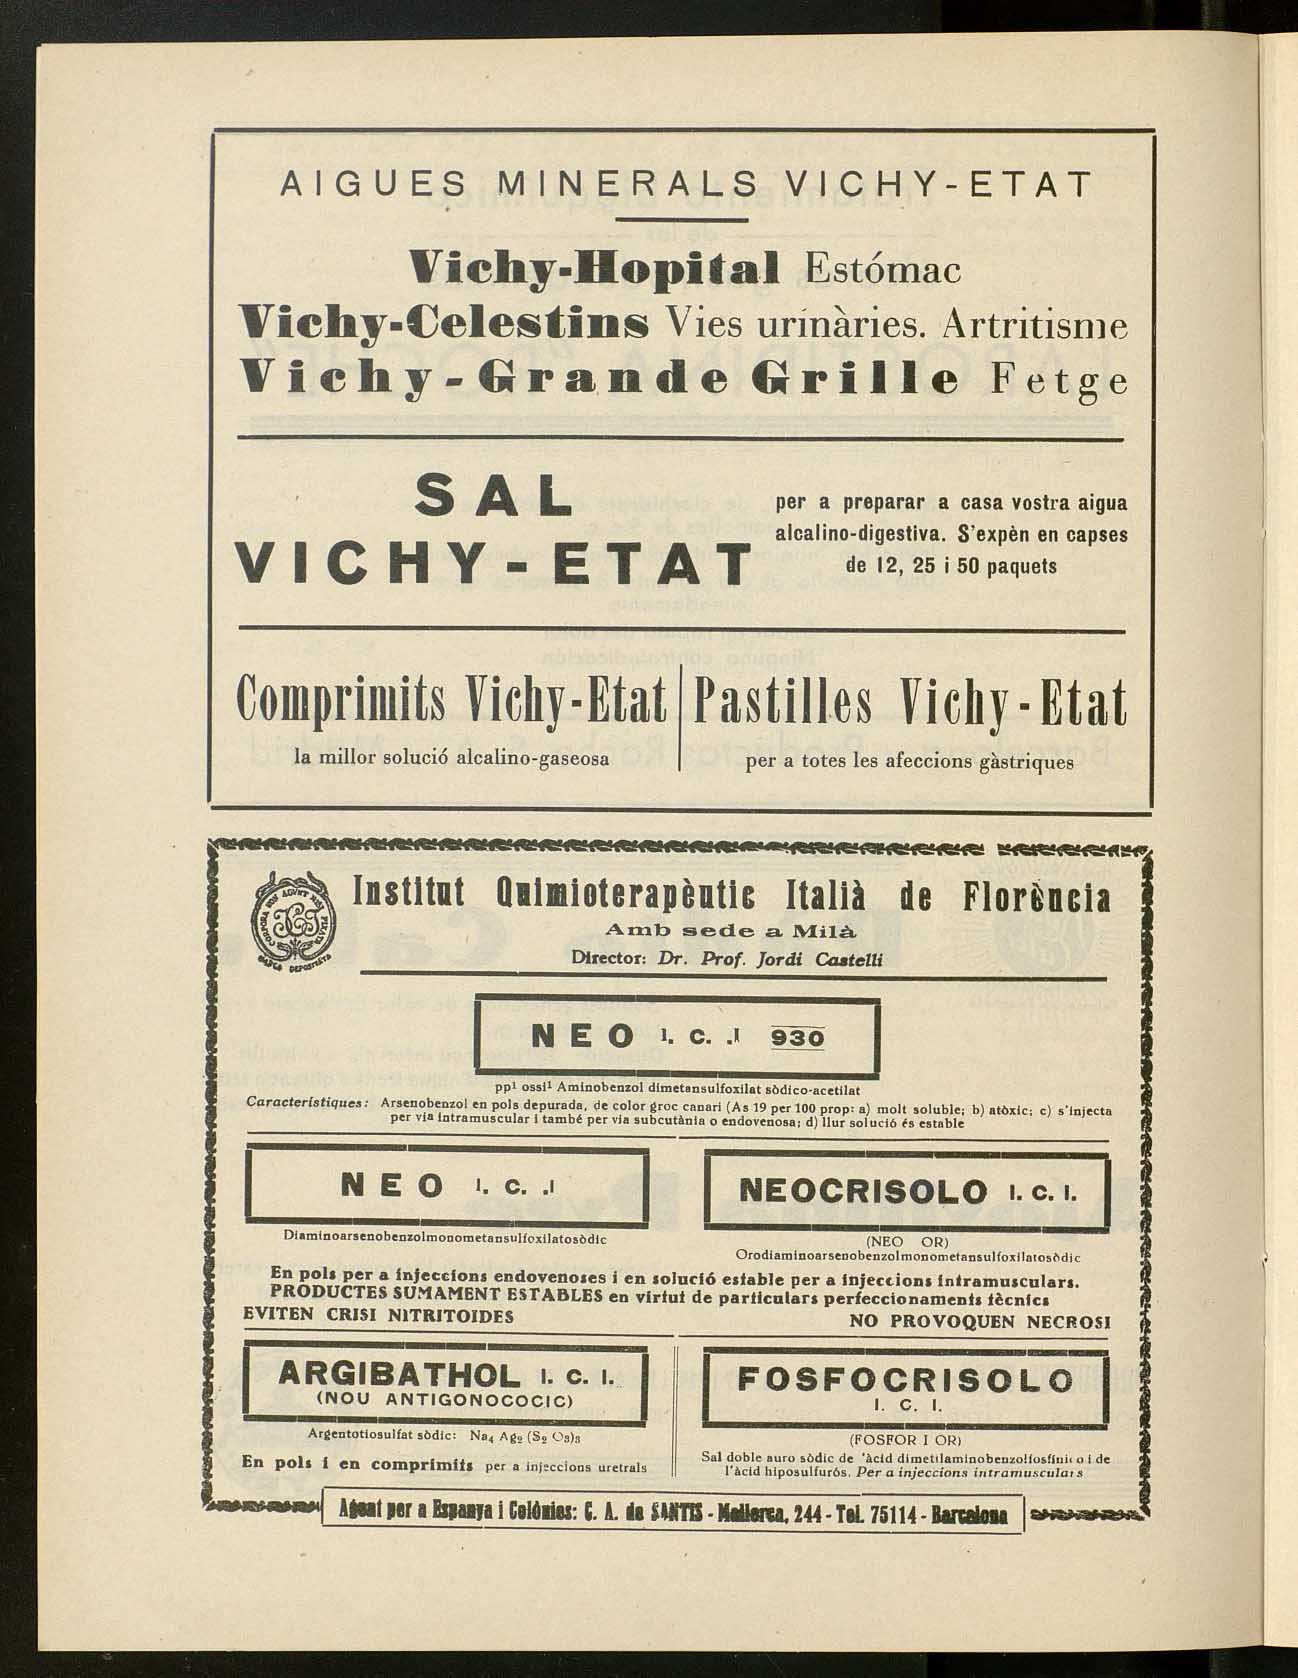 AIGUES MINERALS VICHY-ETAT
Vichy-Hopital Estómac
Vichy-Celestins Vies urinàries. Artritisme
Vichy-Grande Grille Fetge
SAL
VICHY-ETAT
per a preparar a casa vostra aigua
alcalino-digestiva. S'expèn en capses
de 12, 25 i 50 paquets
Comprimits Vichy-Etat
la millor solució alcalino-gaseosa
Pastilles Vichy-Etat
per a totes les afeccions gàstriques
Institut Quimioterapèutic Italià de Florència
Amb sede a Milà
Director: Dr. Prof. Jordi Castelli
NEO I. C. .I 930
pp¹ ossi¹ Aminobenzol dimetansulfoxilat sòdico-acetilat
Característiques: Arsenobenzol en pols depurada, de color groc canari (As 19 per 100 prop: a) molt soluble; b) atòxic; c) s'injecta
per via intramuscular i també per via subcutània o endovenosa; d) llur solució és estable
NEO I. C. .I
Diaminoarsenobenzolmonometansulfoxilatosòdic
NEOCRISOLO I. C. I.
(NEO OR)
Orodiaminoarsenobenzolmonometansulfoxilatosòdic
En pols per a injeccions endovenoses i en solució estable per a injeccions intramusculars.
PRODUCTES SUMAMENT ESTABLES en virtut de particulars perfeccionaments tècnics
EVITEN CRISI NITRITOIDES NO PROVOQUEN NECROSI
ARGIBATHOL I. C. I.
(NOU ANTIGONOCOCIC)
Argentotiosulfat sòdic: Na₄ Ag₂ (S₂ O₃)₃
En pols i en comprimits per a injeccions uretrals
FOSFOCRISOLO
I. C. I.
(FOSFOR I OR)
Sal doble auro sòdic de 'àcid dimetilaminobenzolfosfínic o i de
l'àcid hiposulfurós. Per a injeccions intramusculars
Agent per a Espanya i Colònies: C. A. de SANTIS - Mallorca, 244 - Tel. 75114 - Barcelona